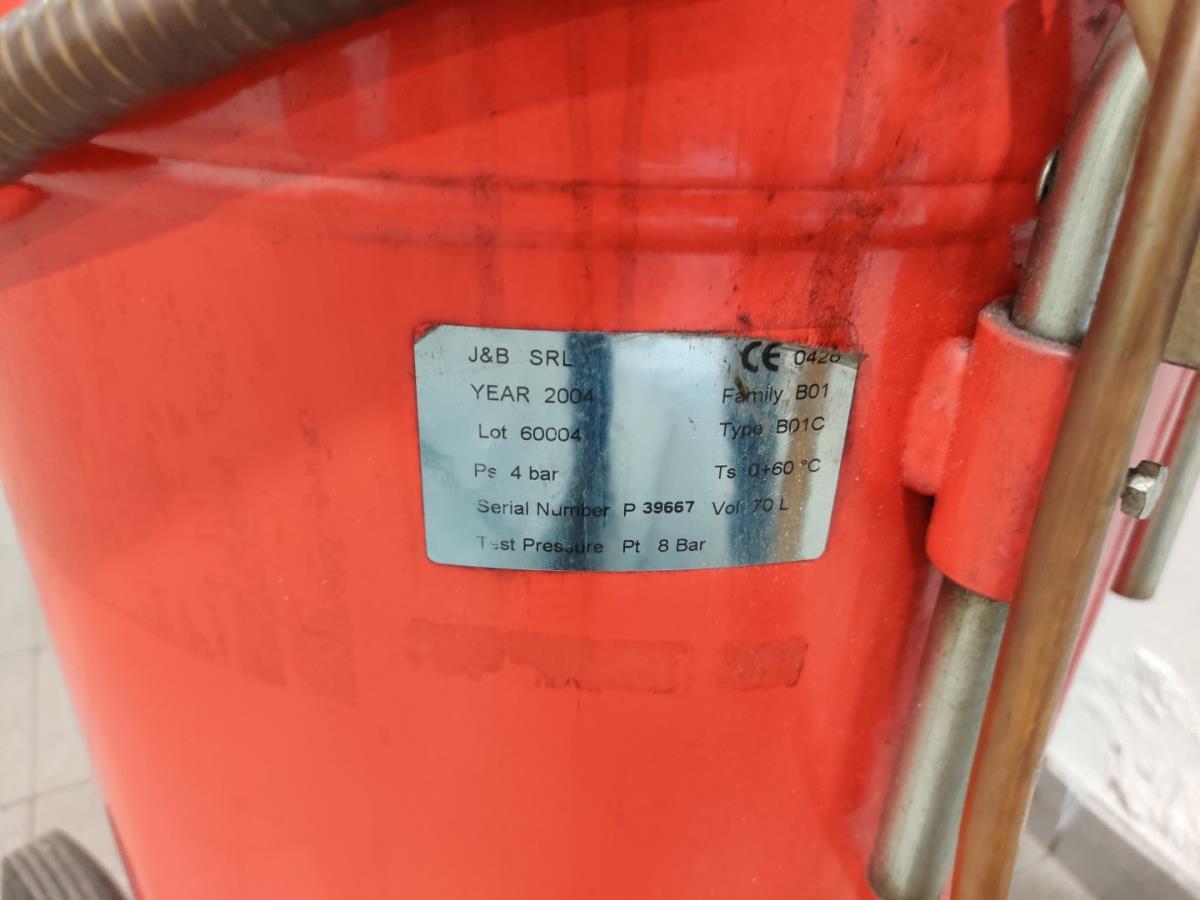 J&B SRL CE 0426
YEAR 2004 Family B01
Lot 60004 Type B01C
Ps 4 bar Ts 0+60 °C
Serial Number P 39667 Vol 70 L
Test Pressure Pt 8 Bar